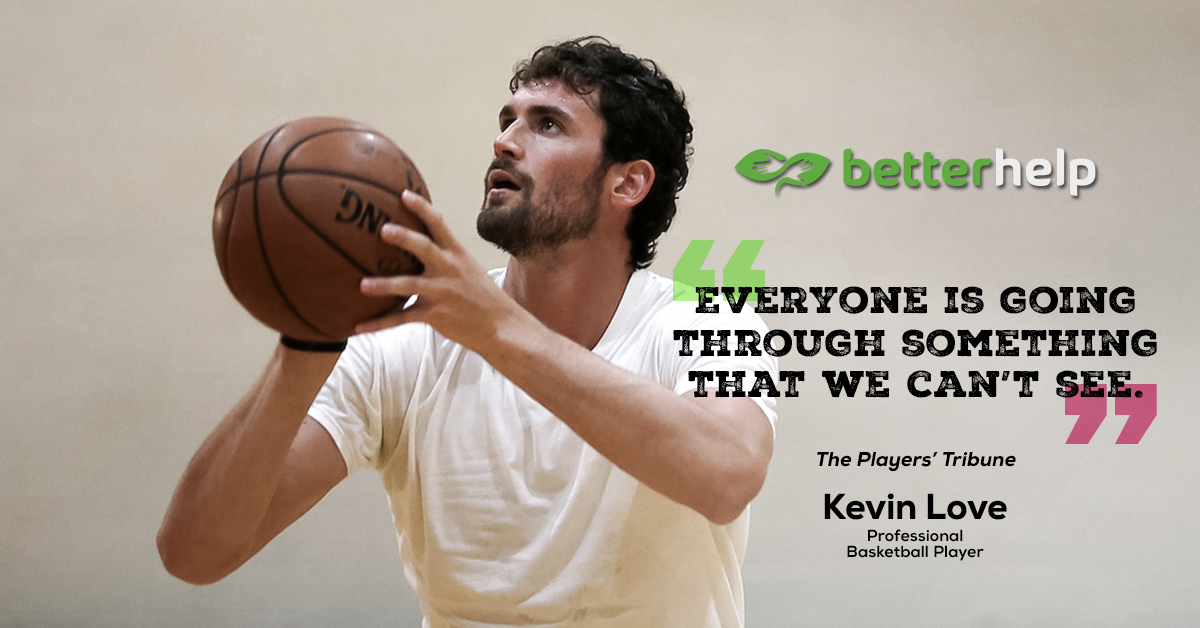 betterhelp
“EVERYONE IS GOING
THROUGH SOMETHING
THAT WE CAN'T SEE.”
The Players' Tribune
Kevin Love
Professional
Basketball Player